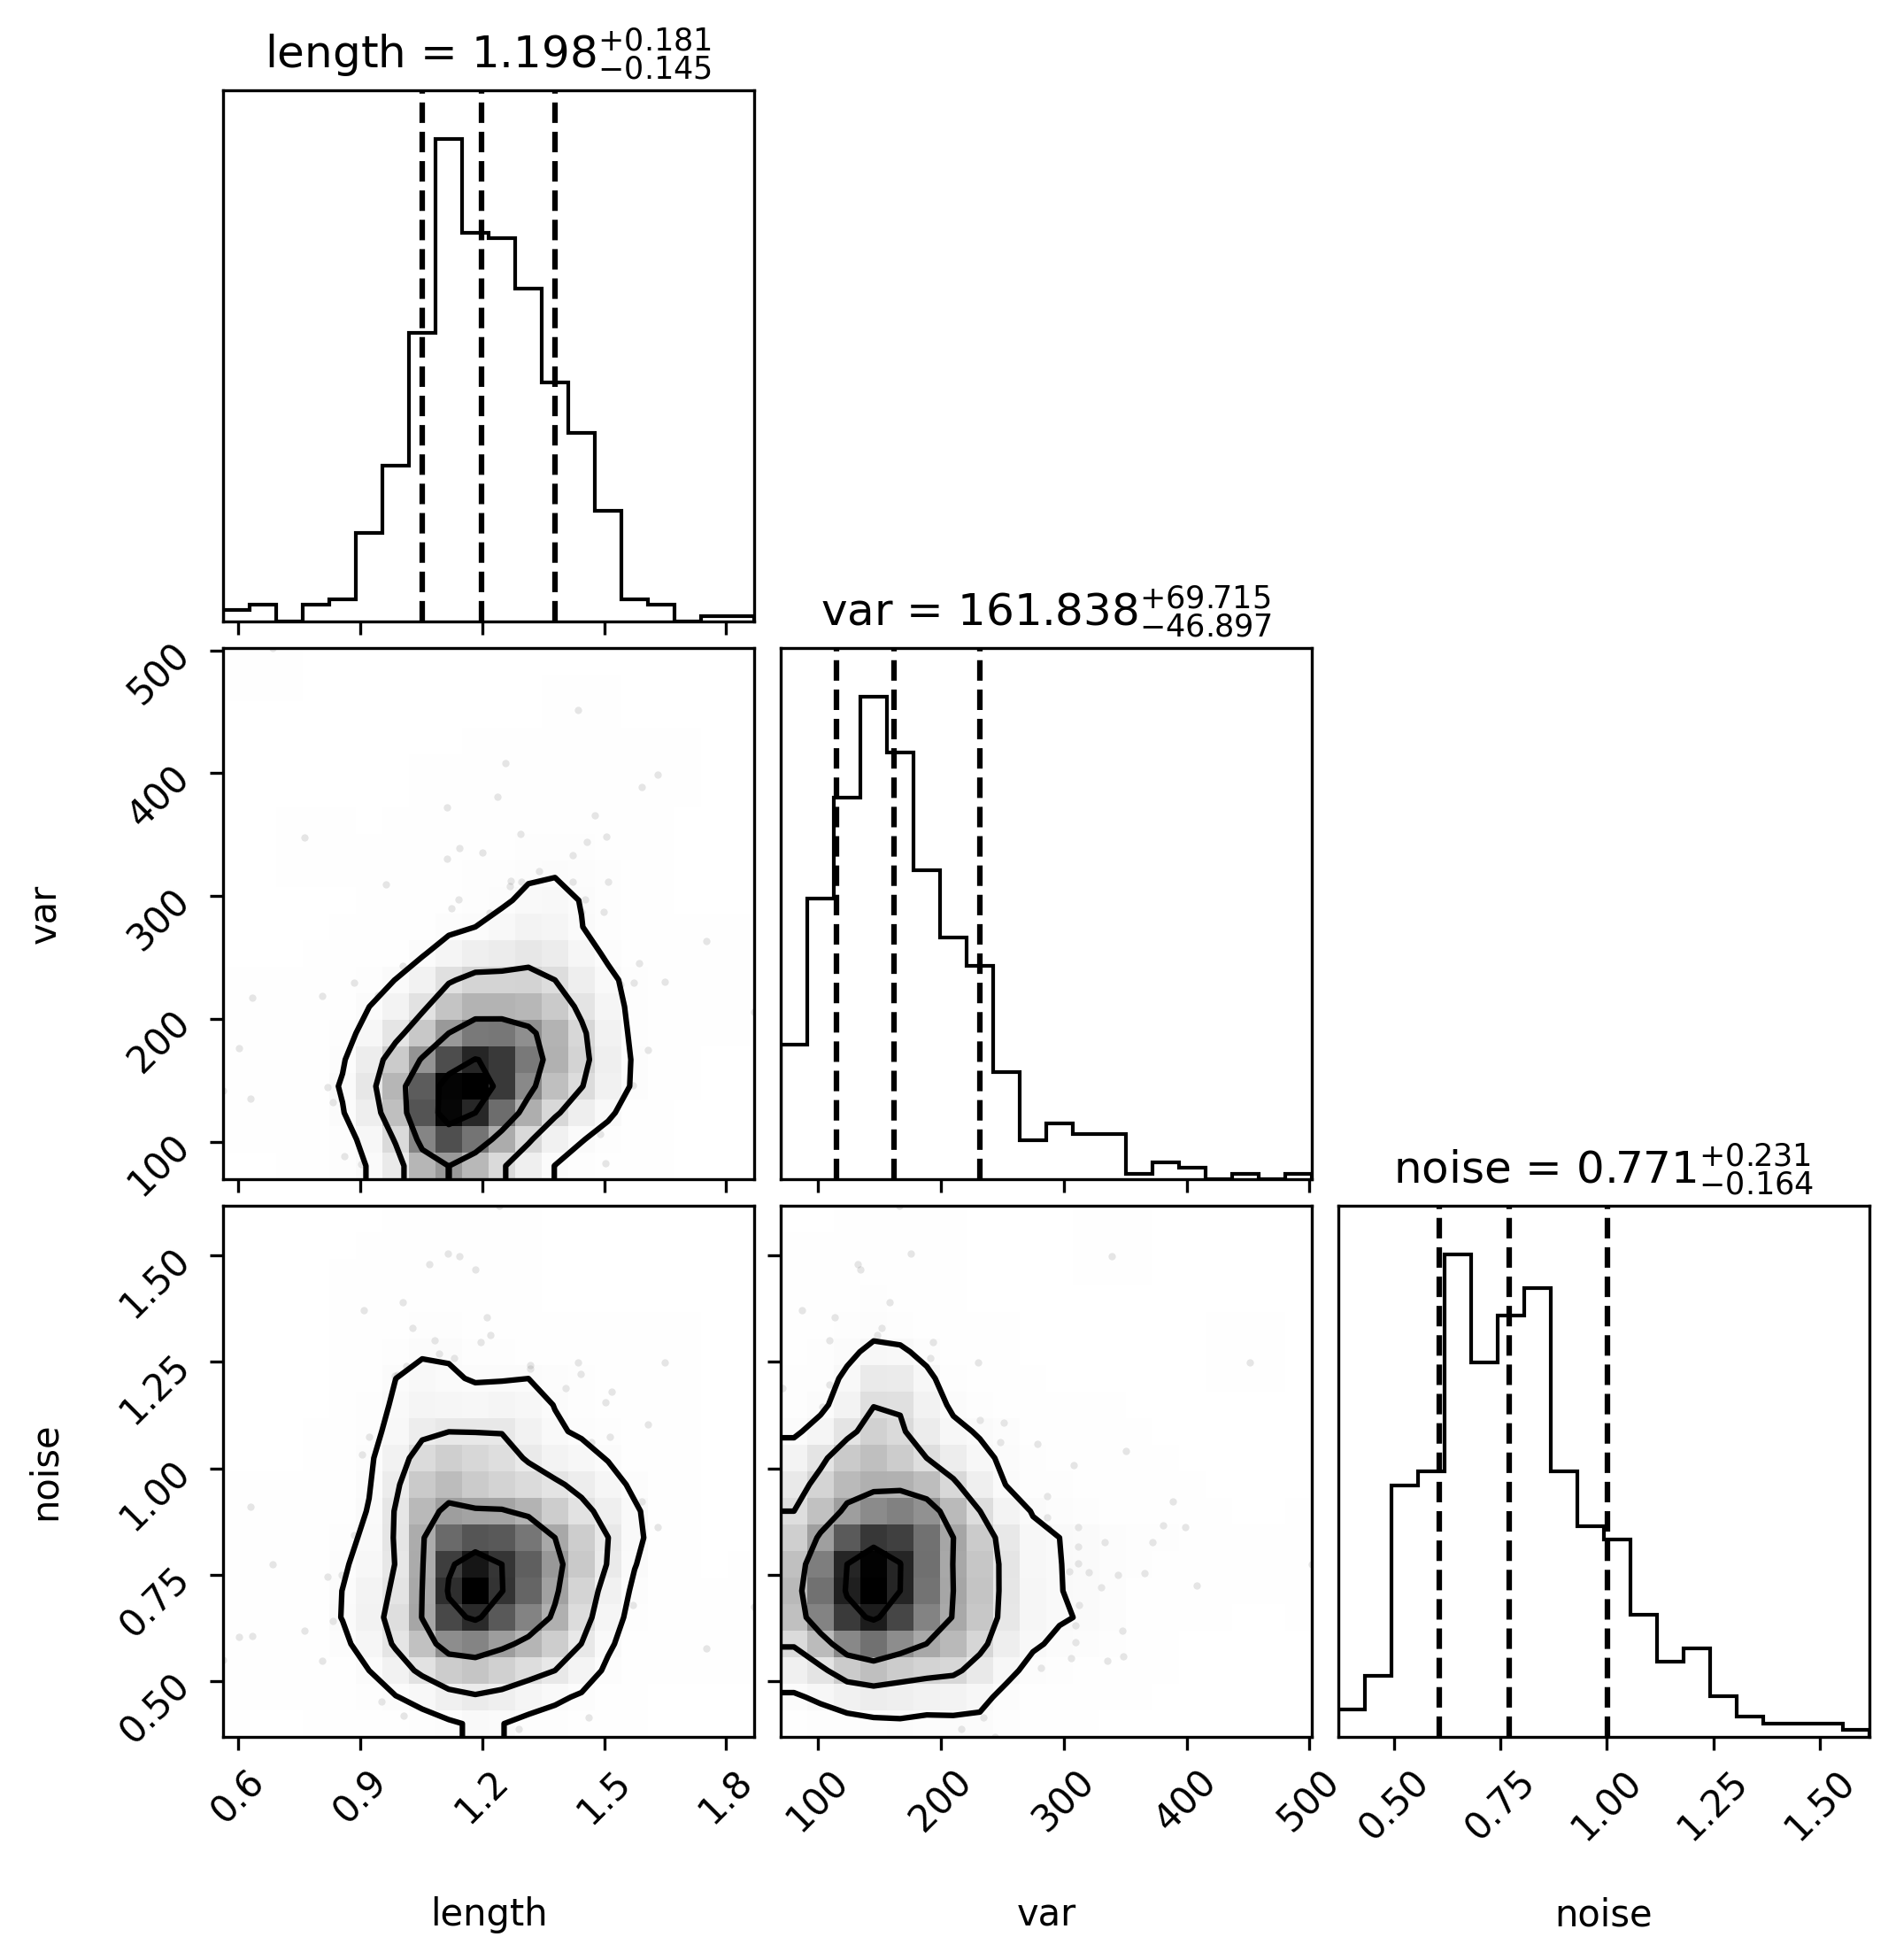 length = 1.198+0.181−0.145
var = 161.838+69.715−46.897
500
400
300
200
100
var
noise = 0.771+0.231−0.164
1.50
1.25
1.00
0.75
0.50
noise
0.6 0.9 1.2 1.5 1.8 100 200 300 400 500 0.50 0.75 1.00 1.25 1.50
length var noise